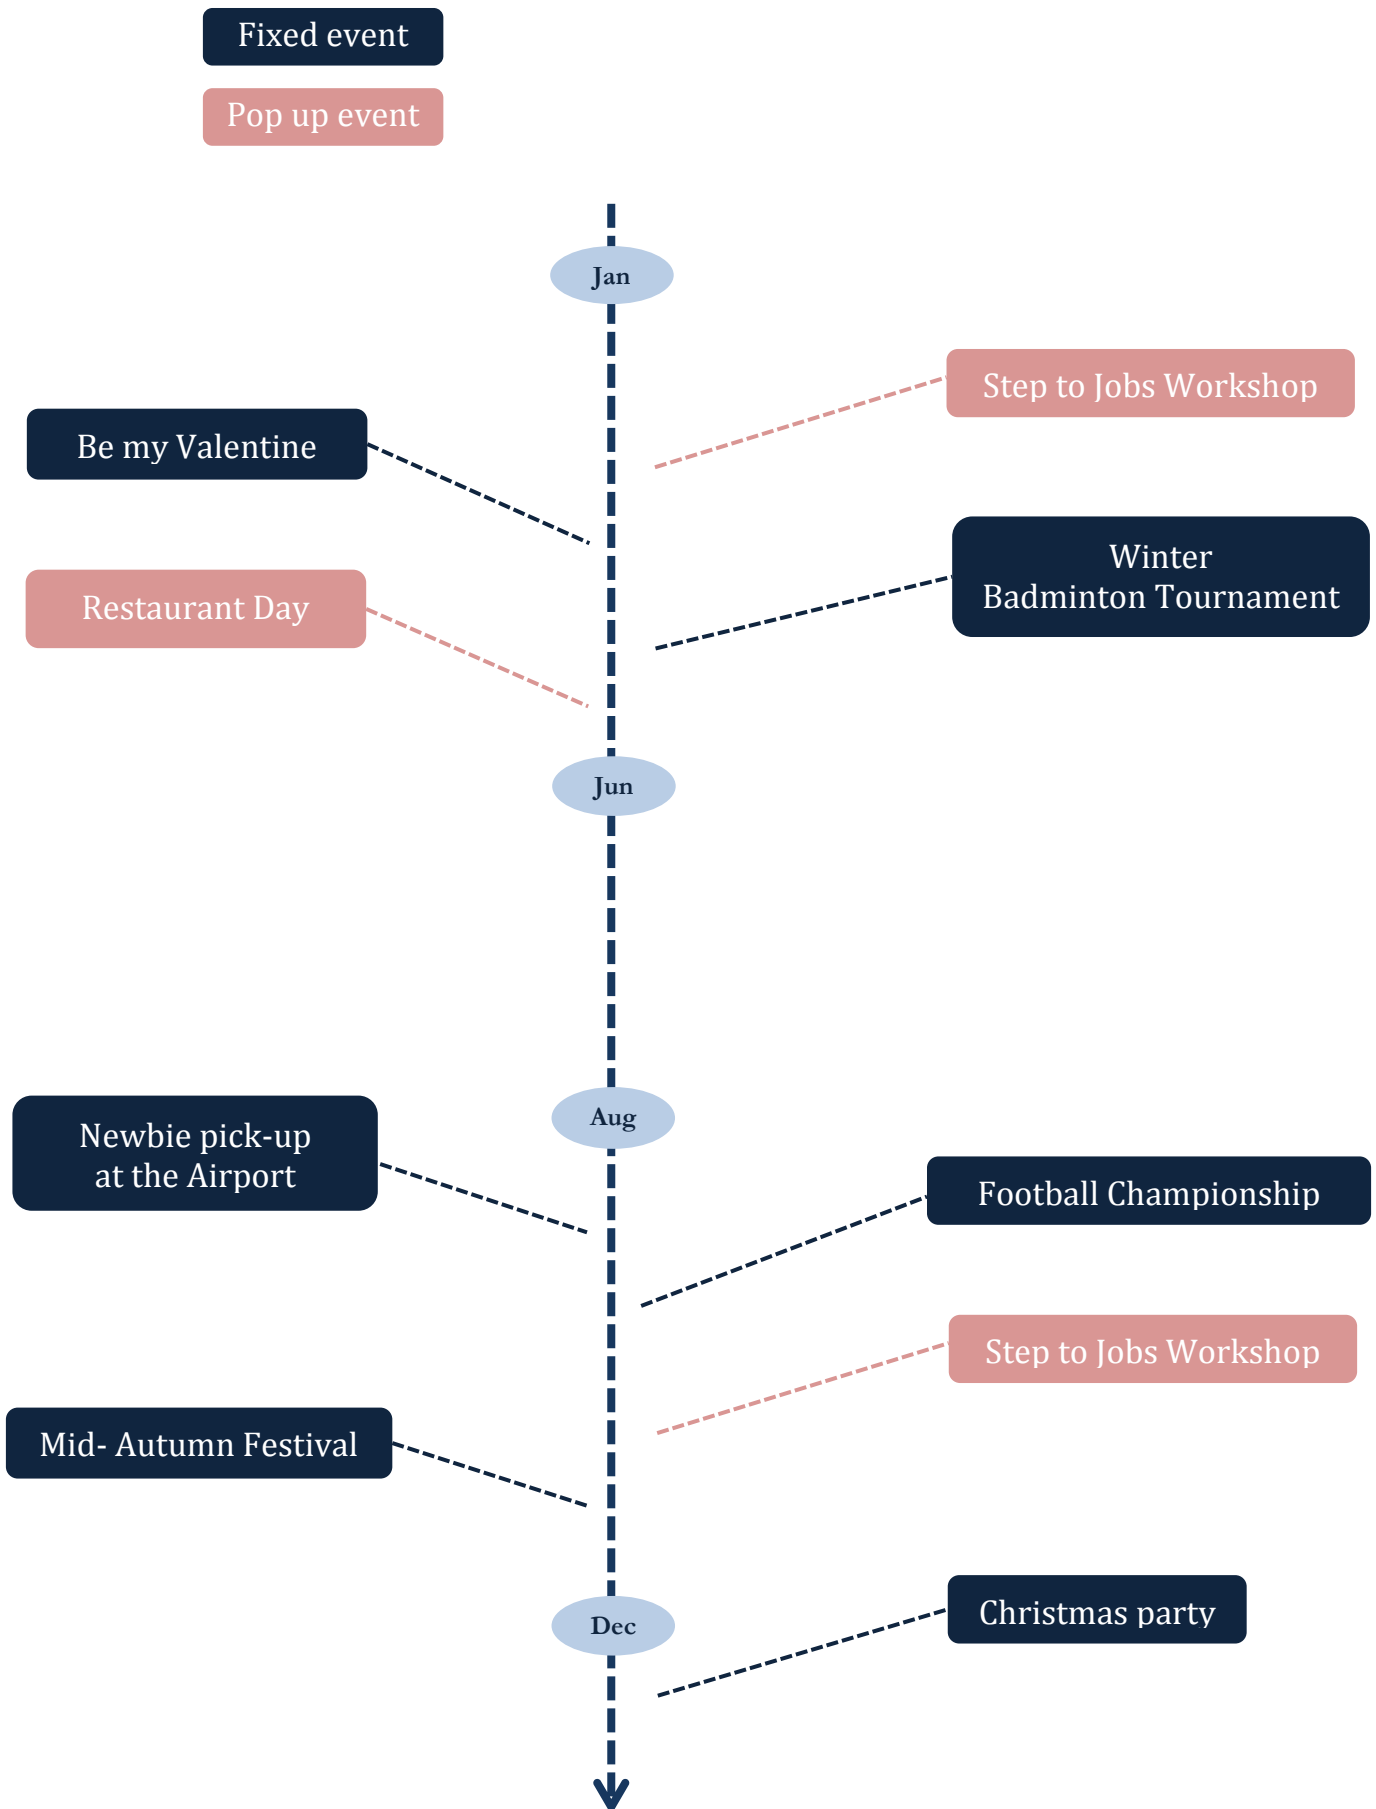 Fixed event
Pop up event
Jan
Step to Jobs Workshop
Be my Valentine
Winter
Badminton Tournament
Restaurant Day
Jun
Aug
Newbie pick-up
at the Airport
Football Championship
Step to Jobs Workshop
Mid- Autumn Festival
Christmas party
Dec